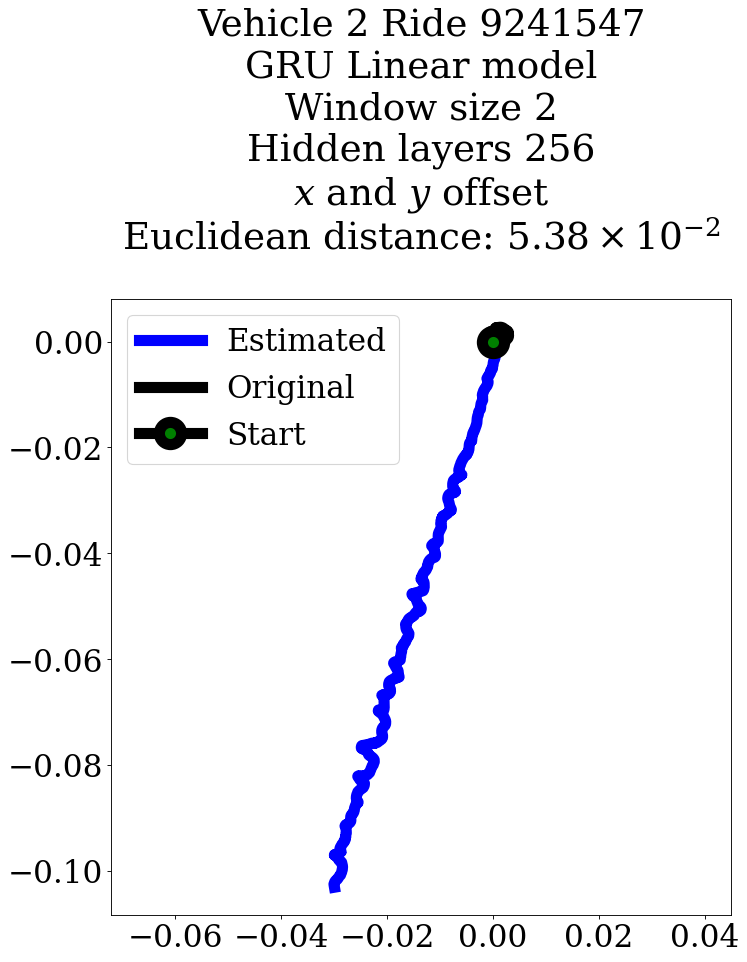 Vehicle 2 Ride 9241547
GRU Linear model
Window size 2
Hidden layers 256
x and y offset
Euclidean distance: 5.38 × 10⁻²
Estimated
Original
Start
0.00
−0.02
−0.04
−0.06
−0.08
−0.10
−0.06 −0.04 −0.02 0.00 0.02 0.04